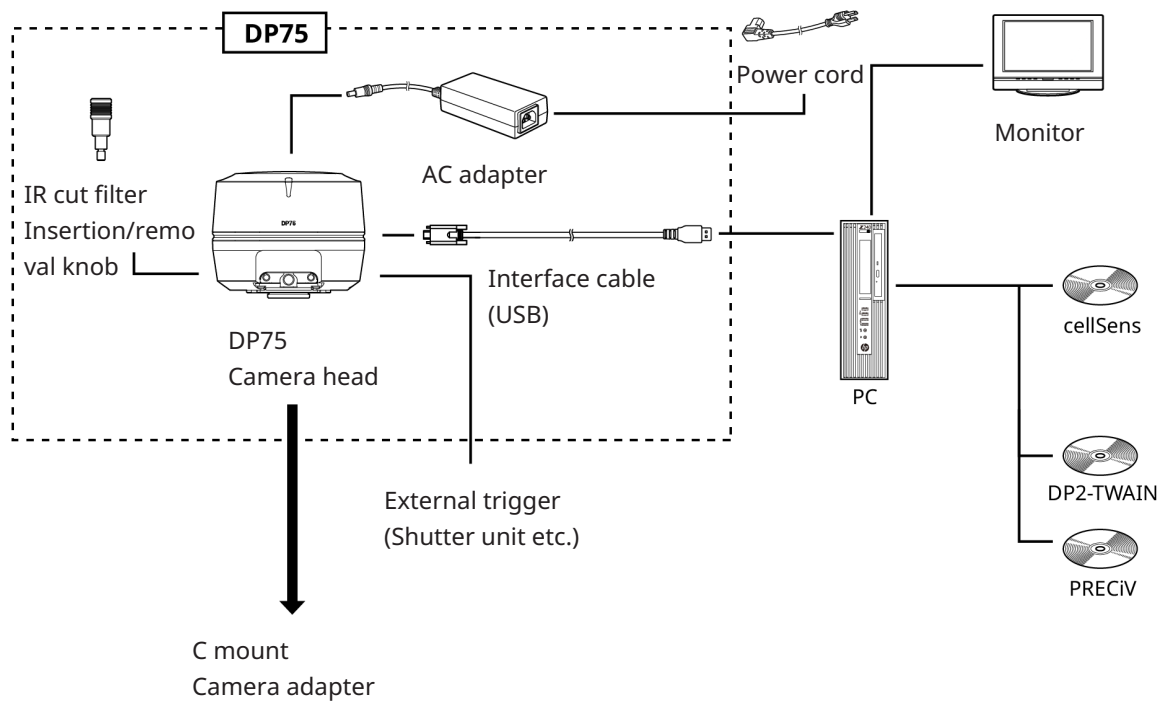 DP75
Power cord
Monitor
AC adapter
IR cut filter
Insertion/remo
val knob
DP75
Interface cable
(USB)
cellSens
DP75
Camera head
PC
DP2-TWAIN
External trigger
(Shutter unit etc.)
PRECiV
C mount
Camera adapter